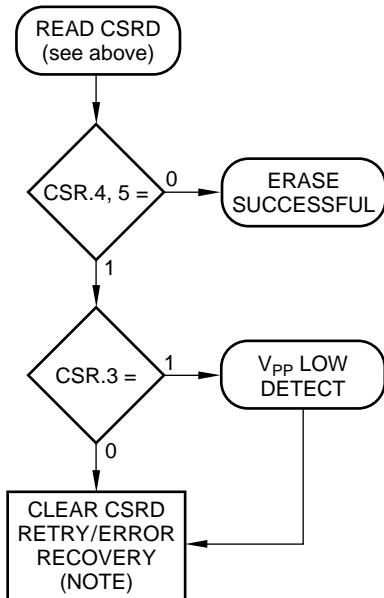 READ CSRD
(see above)
CSR.4, 5 =
0
ERASE
SUCCESSFUL
1
CSR.3 =
1
VPP LOW
DETECT
0
CLEAR CSRD
RETRY/ERROR
RECOVERY
(NOTE)